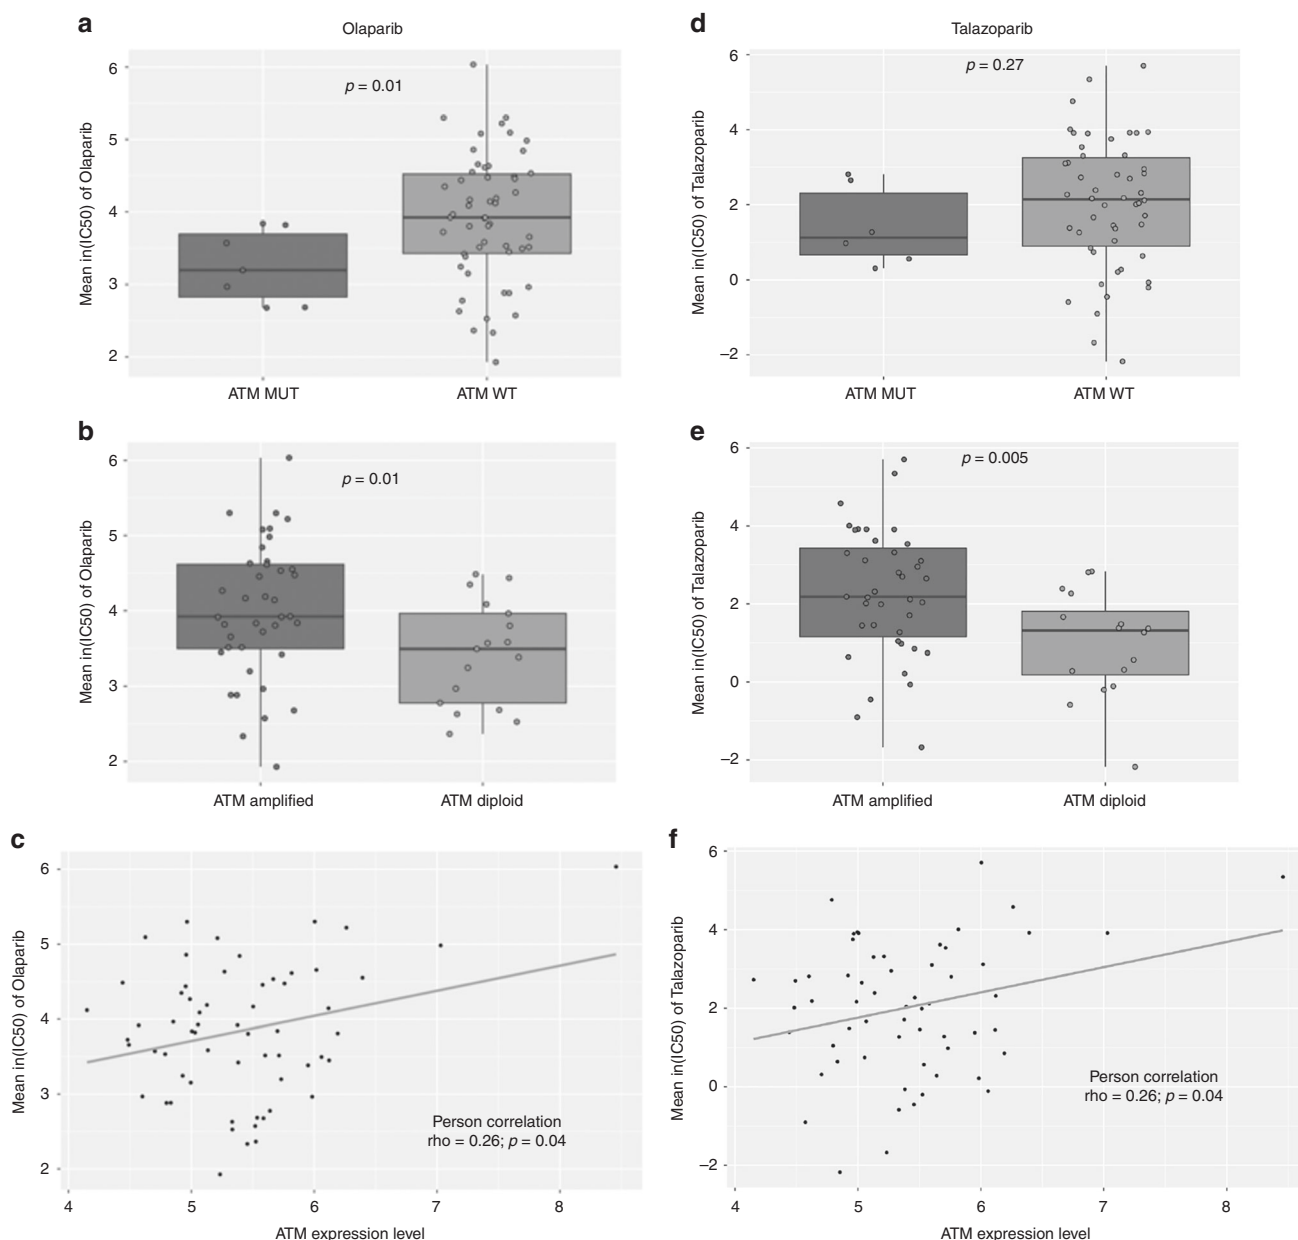 a
Olaparib
p = 0.01
Mean in(IC50) of Olaparib
6
5
4
3
2
ATM MUT
ATM WT
d
Talazoparib
p = 0.27
Mean in(IC50) of Talazoparib
6
4
2
0
–2
ATM MUT
ATM WT
b
p = 0.01
Mean in(IC50) of Olaparib
6
5
4
3
2
ATM amplified
ATM diploid
e
p = 0.005
Mean in(IC50) of Talazoparib
6
4
2
0
–2
ATM amplified
ATM diploid
c
Mean in(IC50) of Olaparib
6
5
4
3
2
Person correlation
rho = 0.26; p = 0.04
4
5
6
7
8
ATM expression level
f
Mean in(IC50) of Talazoparib
6
4
2
0
–2
Person correlation
rho = 0.26; p = 0.04
4
5
6
7
8
ATM expression level